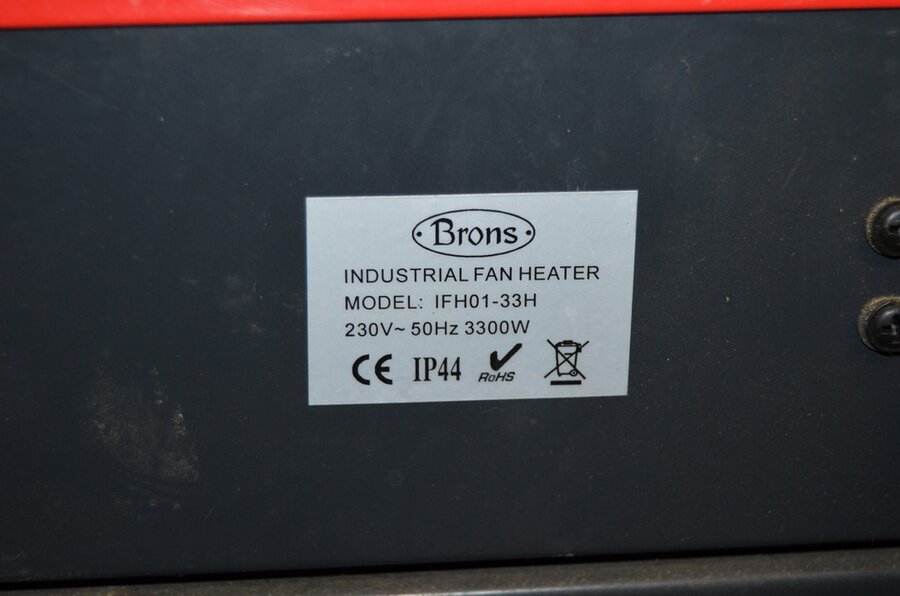 Brons
INDUSTRIAL FAN HEATER
MODEL: IFH01-33H
230V~ 50Hz 3300W
CE IP44 RoHS